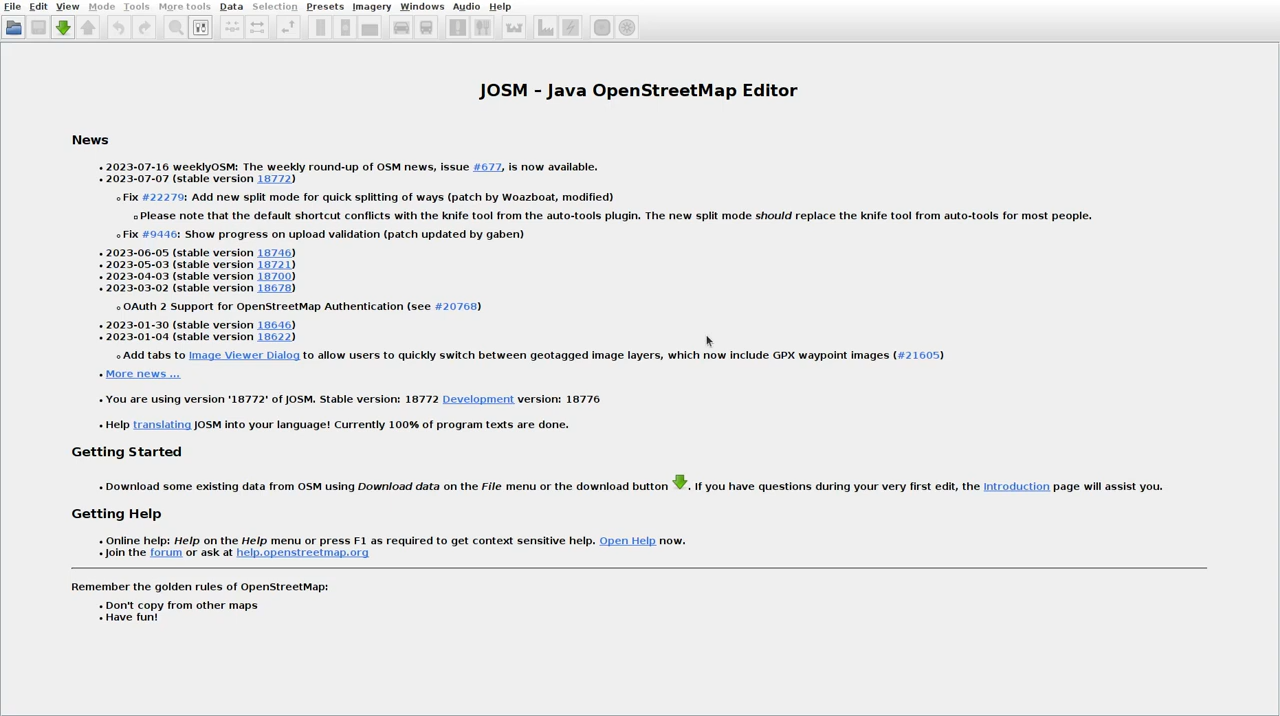 File Edit View Mode Tools More tools Data Selection Presets Imagery Windows Audio Help
JOSM – Java OpenStreetMap Editor
News
2023-07-16 weeklyOSM: The weekly round-up of OSM news, issue #677, is now available.
2023-07-07 (stable version 18772)
Fix #22279: Add new split mode for quick splitting of ways (patch by Woazboat, modified)
Please note that the default shortcut conflicts with the knife tool from the auto-tools plugin. The new split mode should replace the knife tool from auto-tools for most people.
Fix #9446: Show progress on upload validation (patch updated by gaben)
2023-06-05 (stable version 18746)
2023-05-03 (stable version 18721)
2023-04-03 (stable version 18700)
2023-03-02 (stable version 18678)
OAuth 2 Support for OpenStreetMap Authentication (see #20768)
2023-01-30 (stable version 18646)
2023-01-04 (stable version 18622)
Add tabs to Image Viewer Dialog to allow users to quickly switch between geotagged image layers, which now include GPX waypoint images (#21605)
More news ...
You are using version '18772' of JOSM. Stable version: 18772 Development version: 18776
Help translating JOSM into your language! Currently 100% of program texts are done.
Getting Started
Download some existing data from OSM using Download data on the File menu or the download button . If you have questions during your very first edit, the Introduction page will assist you.
Getting Help
Online help: Help on the Help menu or press F1 as required to get context sensitive help. Open Help now.
Join the forum or ask at help.openstreetmap.org
Remember the golden rules of OpenStreetMap:
Don't copy from other maps
Have fun!